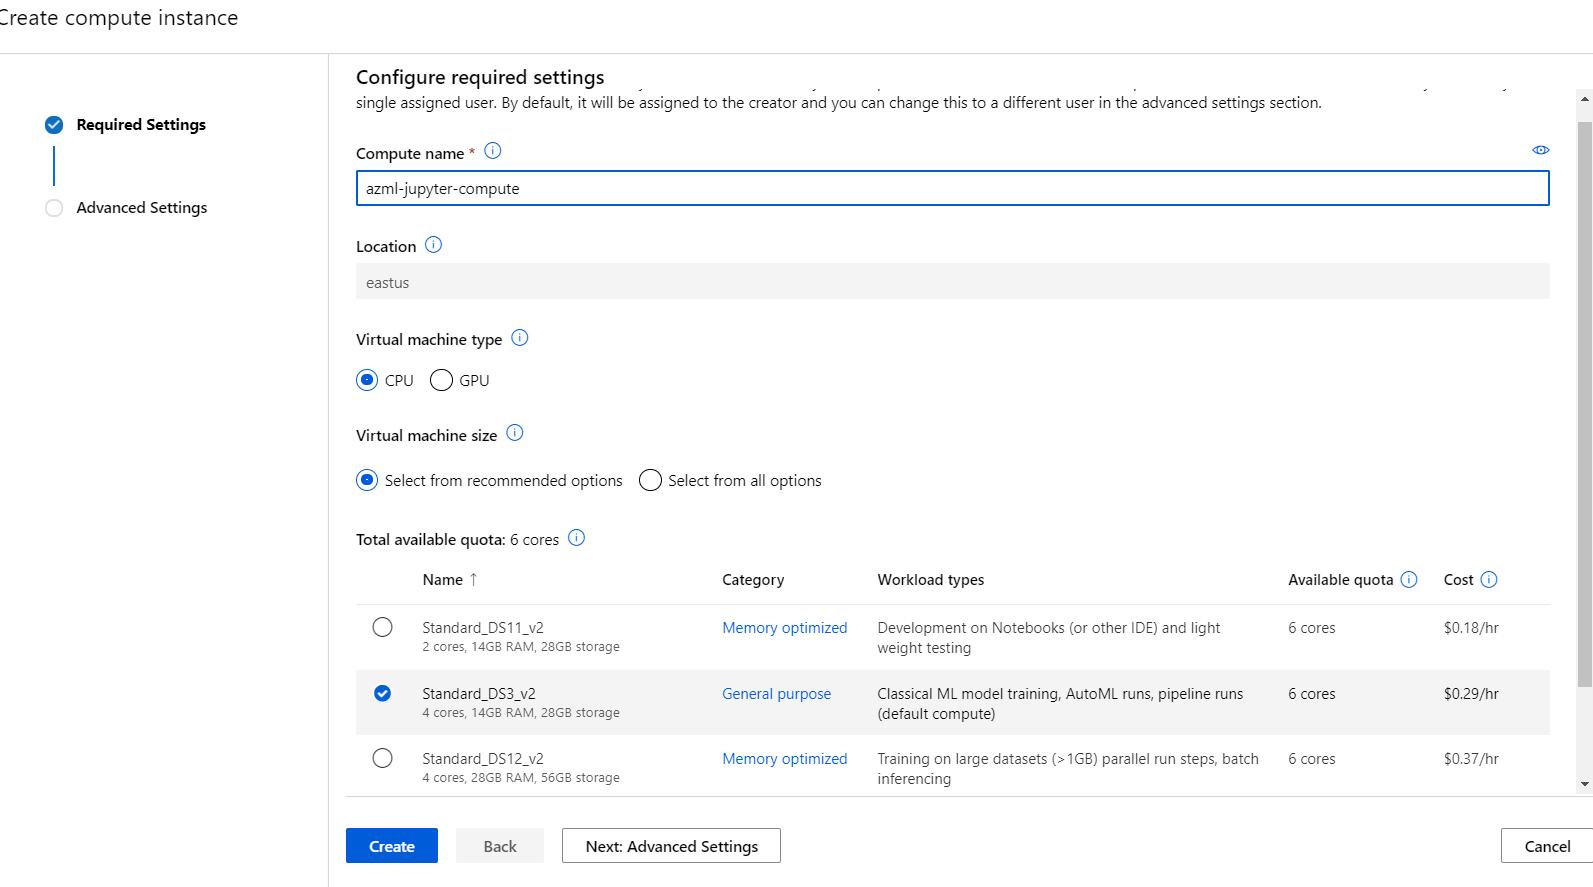 Create compute instance
Required Settings
Advanced Settings
Configure required settings
single assigned user. By default, it will be assigned to the creator and you can change this to a different user in the advanced settings section.
Compute name *
azml-jupyter-compute
Location
eastus
Virtual machine type
CPU GPU
Virtual machine size
Select from recommended options Select from all options
Total available quota: 6 cores
Name ↑ Category Workload types Available quota Cost
Standard_DS11_v2 Memory optimized Development on Notebooks (or other IDE) and light 6 cores $0.18/hr
2 cores, 14GB RAM, 28GB storage weight testing
Standard_DS3_v2 General purpose Classical ML model training, AutoML runs, pipeline runs 6 cores $0.29/hr
4 cores, 14GB RAM, 28GB storage (default compute)
Standard_DS12_v2 Memory optimized Training on large datasets (>1GB) parallel run steps, batch 6 cores $0.37/hr
4 cores, 28GB RAM, 56GB storage inferencing
Create Back Next: Advanced Settings Cancel